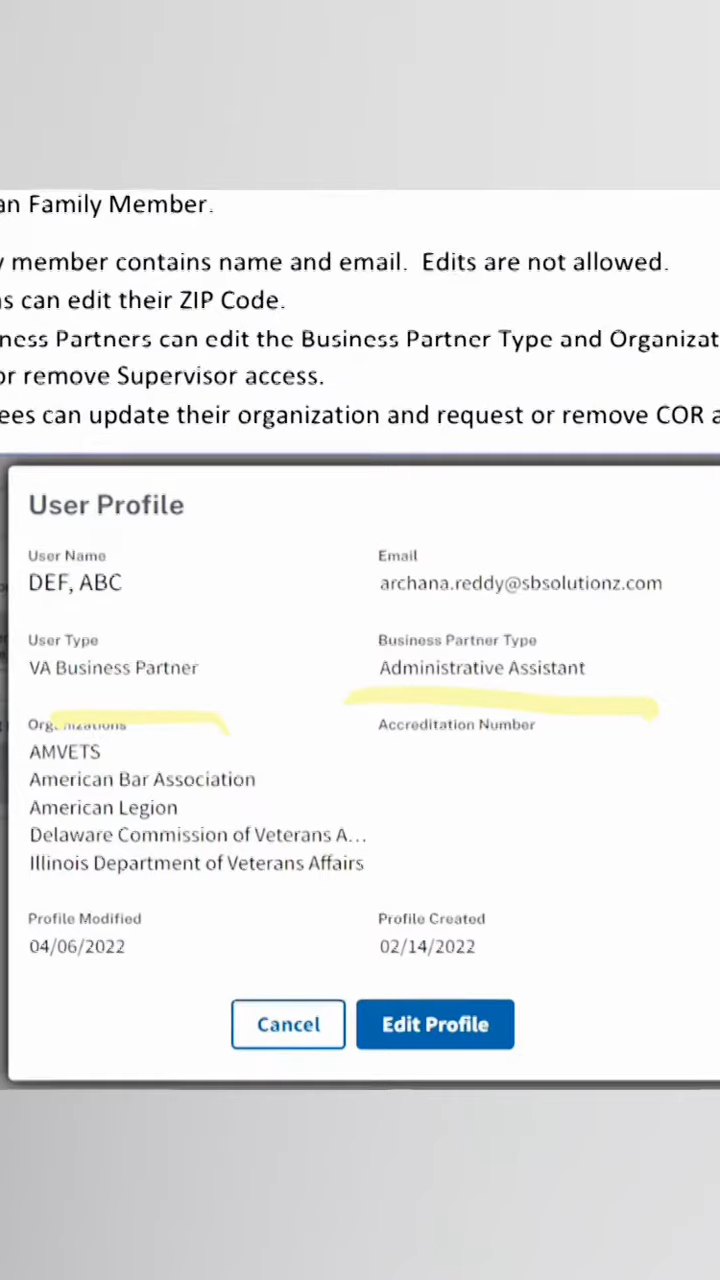 an Family Member.
y member contains name and email. Edits are not allowed.
ns can edit their ZIP Code.
ness Partners can edit the Business Partner Type and Organizat
or remove Supervisor access.
ees can update their organization and request or remove COR a
User Profile
User Name
Email
DEF, ABC
archana.reddy@sbsolutionz.com
User Type
Business Partner Type
VA Business Partner
Administrative Assistant
Organizations
Accreditation Number
AMVETS
American Bar Association
American Legion
Delaware Commission of Veterans A...
Illinois Department of Veterans Affairs
Profile Modified
Profile Created
04/06/2022
02/14/2022
Cancel
Edit Profile